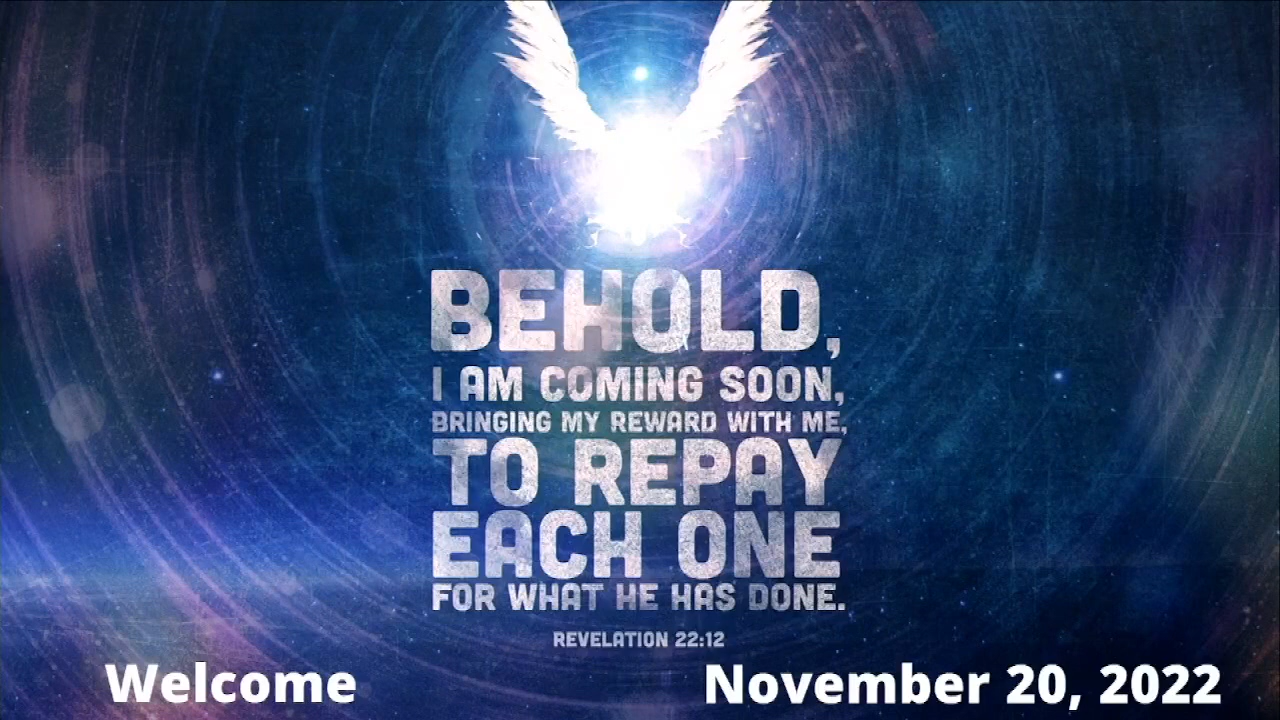 BEHOLD,
I AM COMING SOON,
BRINGING MY REWARD WITH ME,
TO REPAY
EACH ONE
FOR WHAT HE HAS DONE.
REVELATION 22:12
Welcome
November 20, 2022